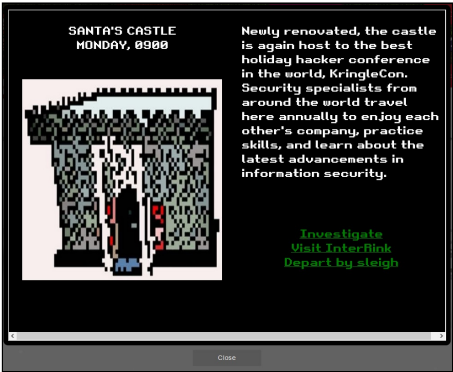 SANTA'S CASTLE
MONDAY, 0900
Newly renovated, the castle
is again host to the best
holiday hacker conference
in the world, KringleCon.
Security specialists from
around the world travel
here annually to enjoy each
other's company, practice
skills, and learn about the
latest advancements in
information security.
Investigate
Visit InterRink
Depart by sleigh
Close